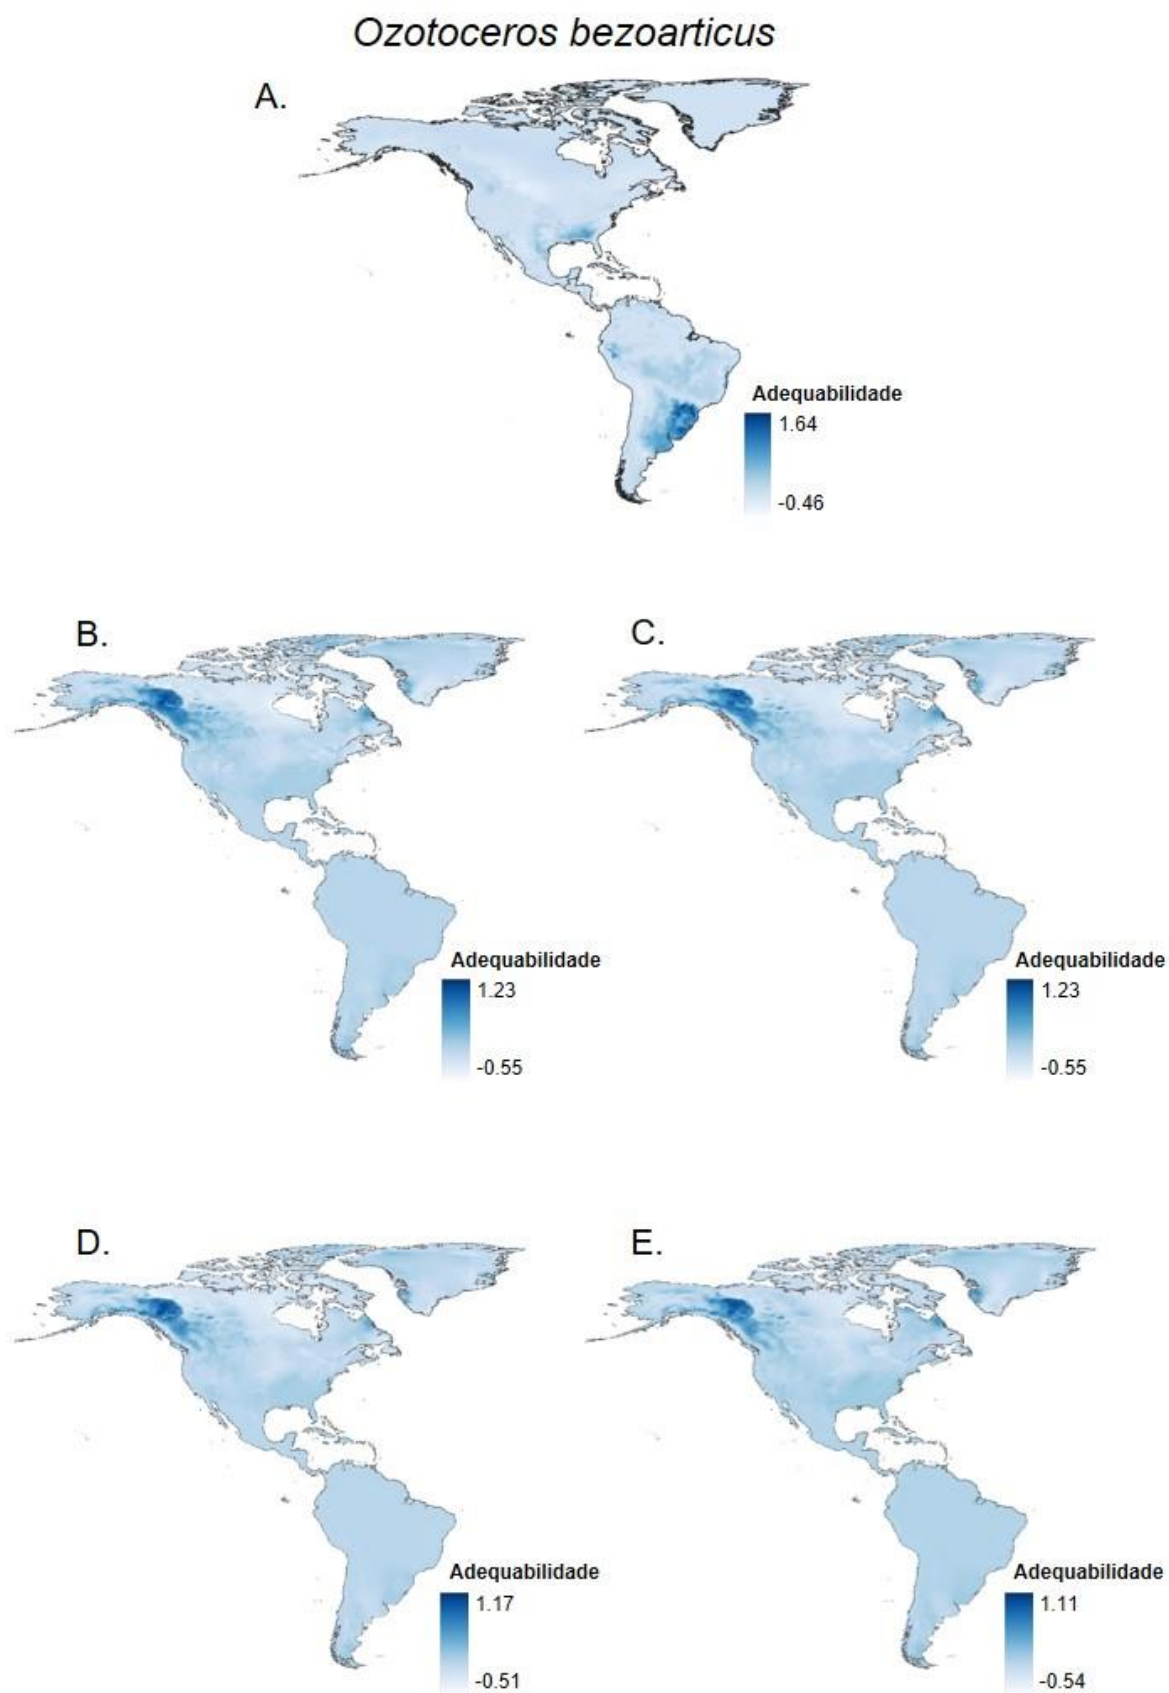 Ozotoceros bezoarticus
A.
Adequabilidade
1.64
-0.46
B.
C.
Adequabilidade
1.23
-0.55
Adequabilidade
1.23
-0.55
D.
E.
Adequabilidade
1.17
-0.51
Adequabilidade
1.11
-0.54